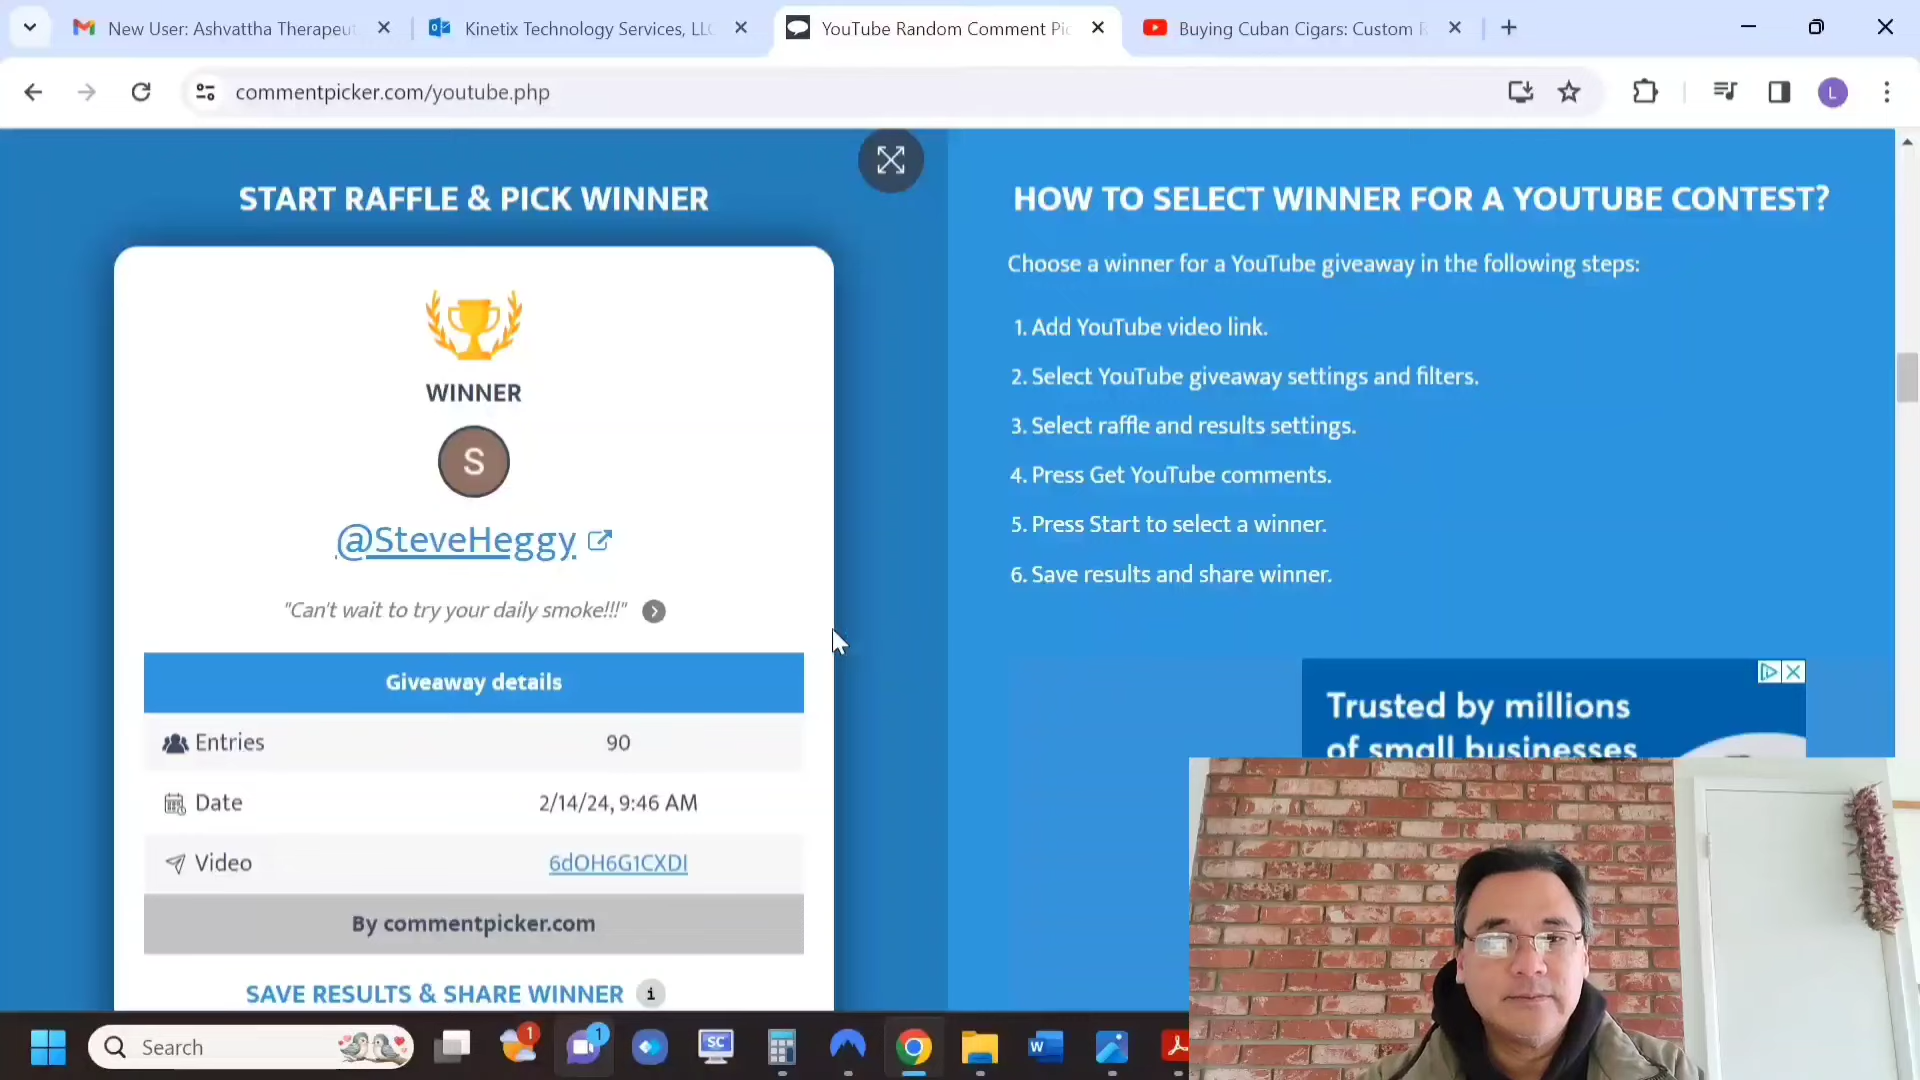 New User: Ashvattha Therapeut
Kinetix Technology Services, LLC
YouTube Random Comment Pic
Buying Cuban Cigars: Custom R
commentpicker.com/youtube.php
L
START RAFFLE & PICK WINNER
WINNER
S
@SteveHeggy
"Can't wait to try your daily smoke!!!"
Giveaway details
Entries 90
Date 2/14/24, 9:46 AM
Video 6dOH6G1CXDI
By commentpicker.com
SAVE RESULTS & SHARE WINNER i
HOW TO SELECT WINNER FOR A YOUTUBE CONTEST?
Choose a winner for a YouTube giveaway in the following steps:
1. Add YouTube video link.
2. Select YouTube giveaway settings and filters.
3. Select raffle and results settings.
4. Press Get YouTube comments.
5. Press Start to select a winner.
6. Save results and share winner.
Trusted by millions
of small businesses
Search
1
1
SC
W